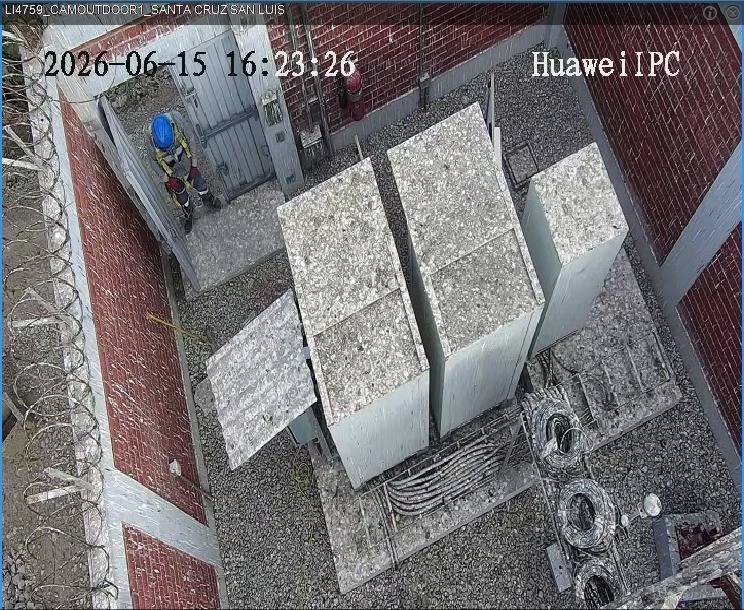 LI4759_CAMOUTDOOR1_SANTA CRUZ SAN LUIS
2026-06-15 16:23:26 HuaweiIPC